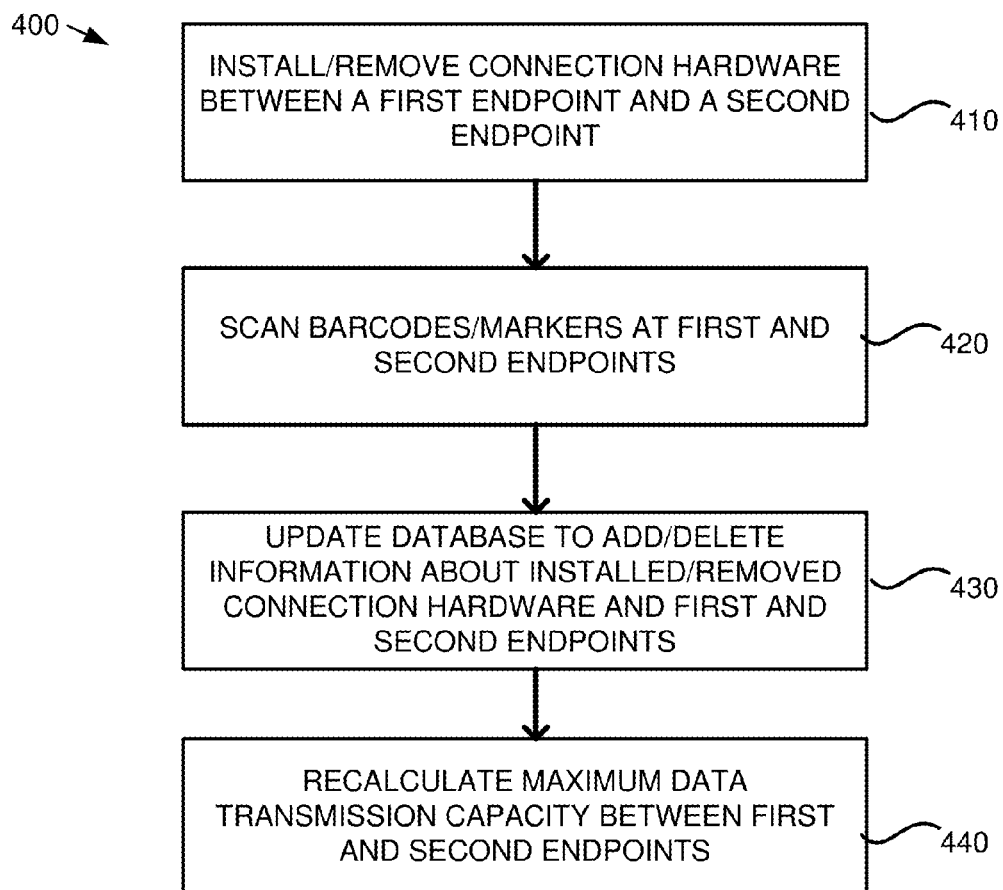 400
INSTALL/REMOVE CONNECTION HARDWARE
BETWEEN A FIRST ENDPOINT AND A SECOND
ENDPOINT
410
SCAN BARCODES/MARKERS AT FIRST AND
SECOND ENDPOINTS
420
UPDATE DATABASE TO ADD/DELETE
INFORMATION ABOUT INSTALLED/REMOVED
CONNECTION HARDWARE AND FIRST AND
SECOND ENDPOINTS
430
RECALCULATE MAXIMUM DATA
TRANSMISSION CAPACITY BETWEEN FIRST
AND SECOND ENDPOINTS
440